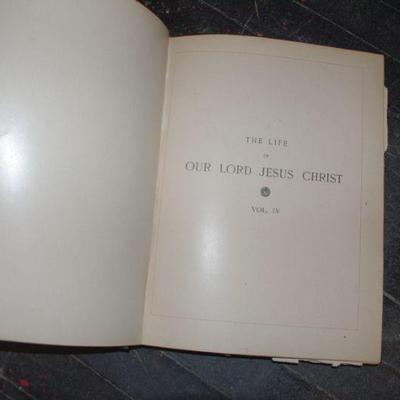 THE LIFE
OF
OUR LORD JESUS CHRIST
VOL. IV